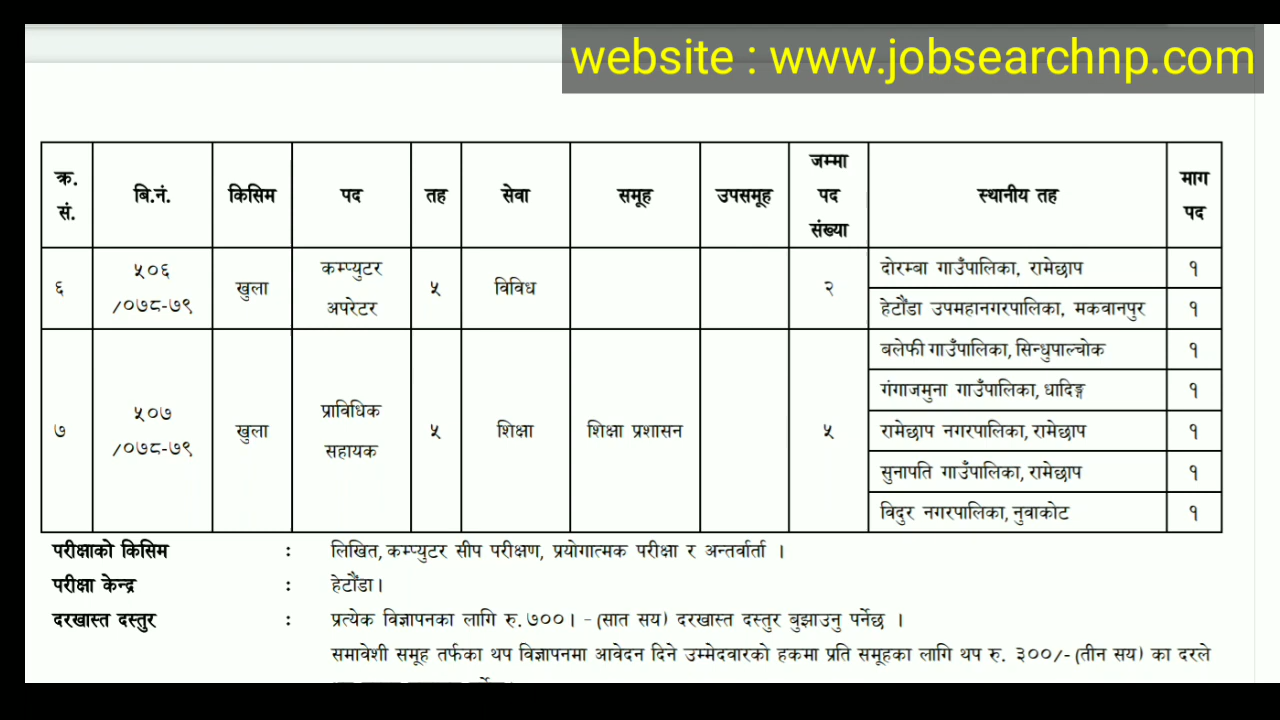 website : www.jobsearchnp.com
क्र. सं. बि.नं. किसिम पद तह सेवा समूह उपसमूह जम्मा पद संख्या स्थानीय तह माग पद
६ ५०६ /०७८-७९ खुला कम्प्युटर अपरेटर ५ विविध २ दोरम्बा गाउँपालिका, रामेछाप १
हेटौंडा उपमहानगरपालिका, मकवानपुर १
७ ५०७ /०७८-७९ खुला प्राविधिक सहायक ५ शिक्षा शिक्षा प्रशासन ५ बलेफी गाउँपालिका, सिन्धुपाल्चोक १
गंगाजमुना गाउँपालिका, धादिङ्ग १
रामेछाप नगरपालिका, रामेछाप १
सुनापति गाउँपालिका, रामेछाप १
विदुर नगरपालिका, नुवाकोट १
परीक्षाको किसिम : लिखित, कम्प्युटर सीप परीक्षण, प्रयोगात्मक परीक्षा र अन्तर्वार्ता ।
परीक्षा केन्द्र : हेटौंडा।
दरखास्त दस्तुर : प्रत्येक विज्ञापनका लागि रु. ७००। - (सात सय) दरखास्त दस्तुर बुझाउनु पर्नेछ ।
समावेशी समूह तर्फका थप विज्ञापनमा आवेदन दिने उम्मेदवारको हकमा प्रति समूहका लागि थप रु. ३००/- (तीन सय) का दरले